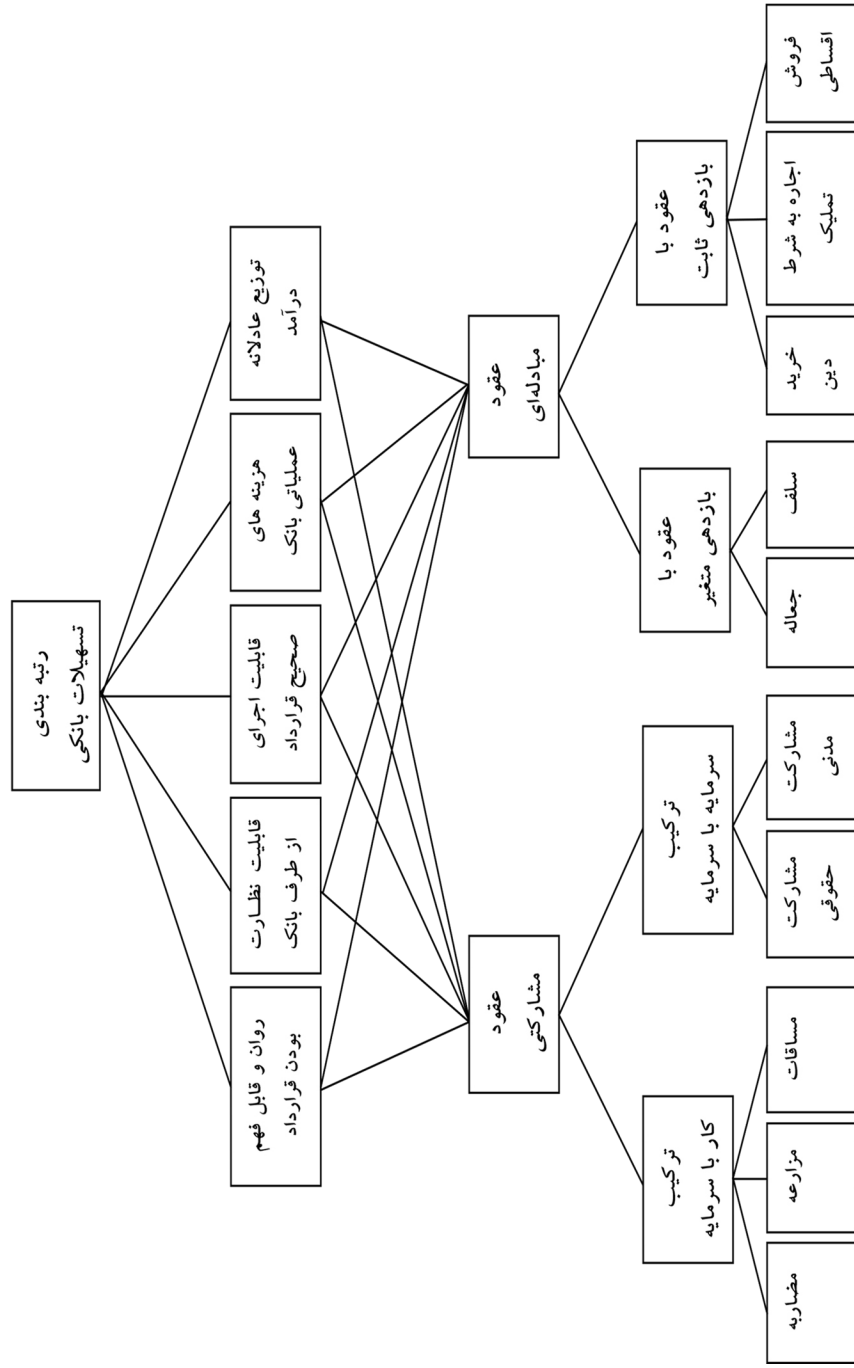 رتبه بندی
تسهیلات بانکی
توزیع عادلانه
درآمد
هزینه های
عملیاتی بانک
قابلیت اجرای
صحیح قرارداد
قابلیت نظارت
از طرف بانک
روان و قابل فهم
بودن قرارداد
عقود
مبادله‌ای
عقود
مشارکتی
عقود با
بازدهی ثابت
عقود با
بازدهی متغیر
ترکیب
سرمایه با سرمایه
ترکیب
کار با سرمایه
فروش
اقساطی
اجاره به شرط
تملیک
خرید
دین
سلف
جعاله
مشارکت
مدنی
مشارکت
حقوقی
مساقات
مزارعه
مضاربه